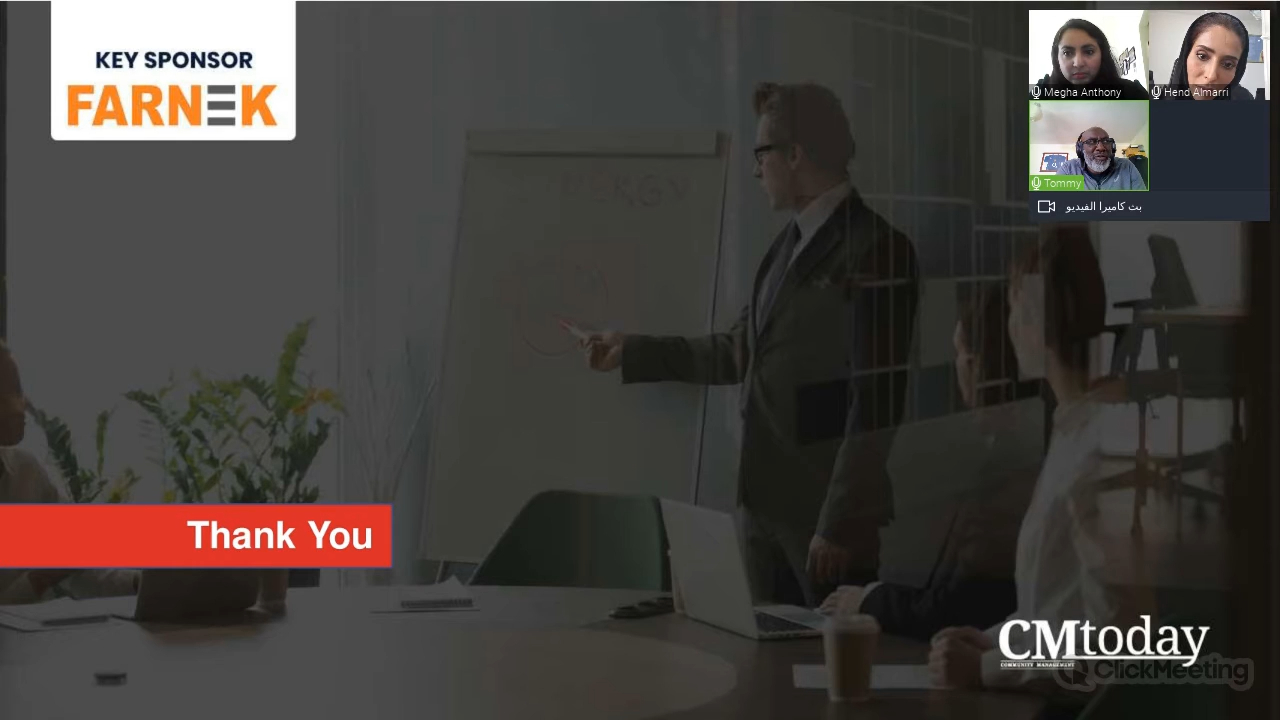 KEY SPONSOR
FARNEK
Megha Anthony
Hend Almarri
Tommy
بث كاميرا الفيديو
Thank You
CMtoday
COMMUNITY MANAGEMENT
ClickMeeting